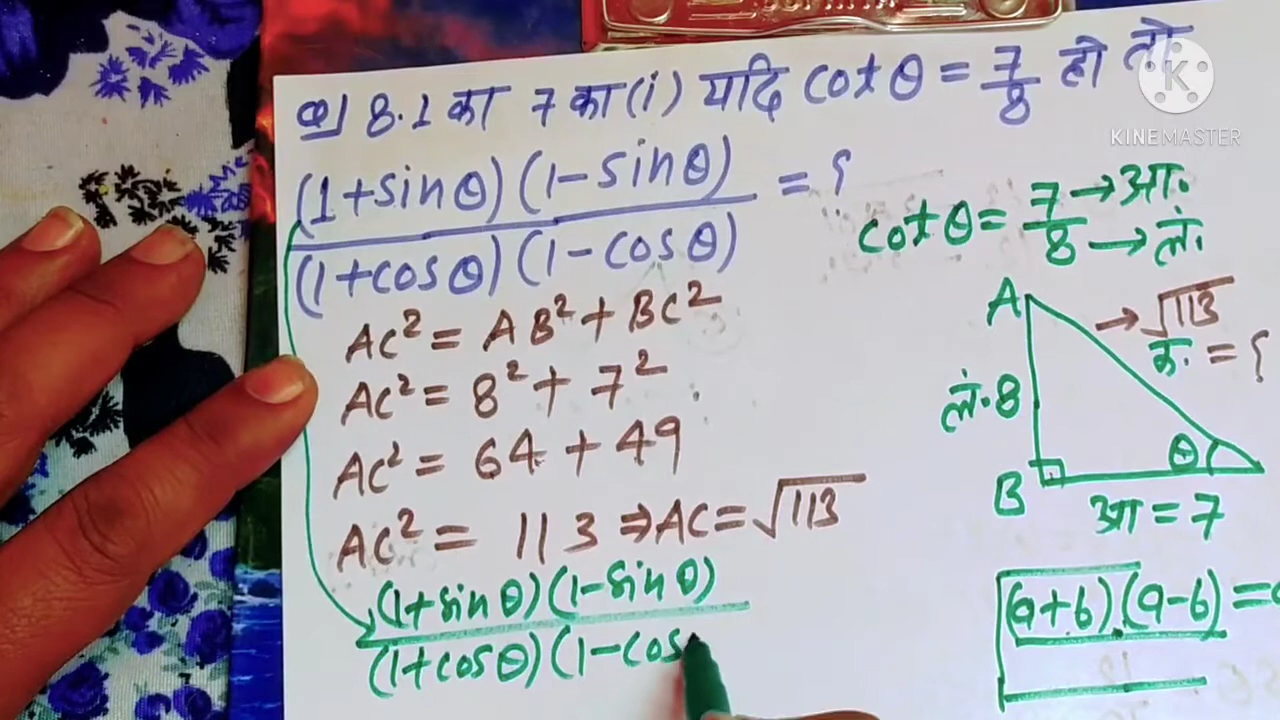 Q) 8.1 का 7 का (i) यदि cot θ = 7/8 हो तो
(1+sinθ)(1-sinθ) / (1+cosθ)(1-cosθ) = ?
AC² = AB² + BC²
AC² = 8² + 7²
AC² = 64 + 49
AC² = 113 ⇒ AC = √113
(1+sinθ)(1-sinθ) / (1+cosθ)(1-cos
cot θ = 7→आ. / 8→लं.
A
→ √113
क. = ?
लं. 8
θ
B
आ = 7
(a+b)(a-b) =
K
KINEMASTER